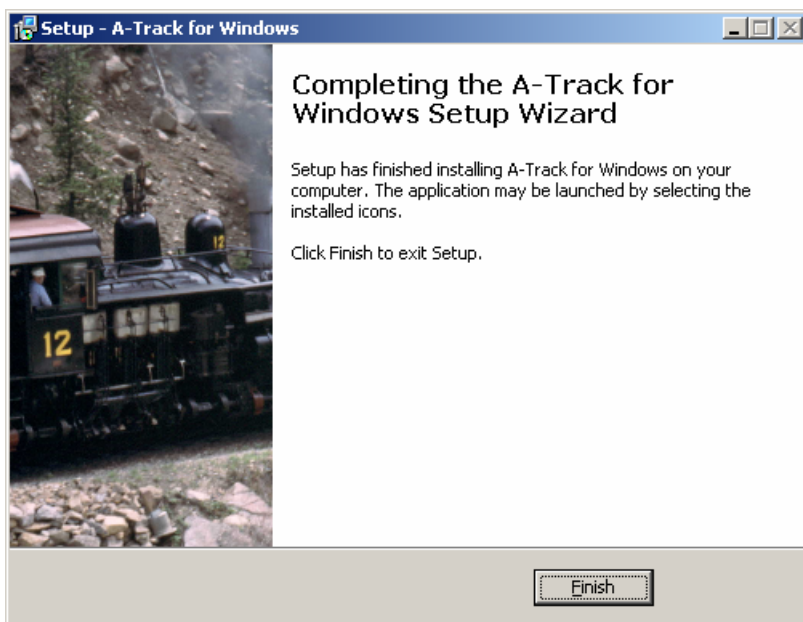 Setup - A-Track for Windows
Completing the A-Track for
Windows Setup Wizard
Setup has finished installing A-Track for Windows on your
computer. The application may be launched by selecting the
installed icons.
Click Finish to exit Setup.
12
12
Finish